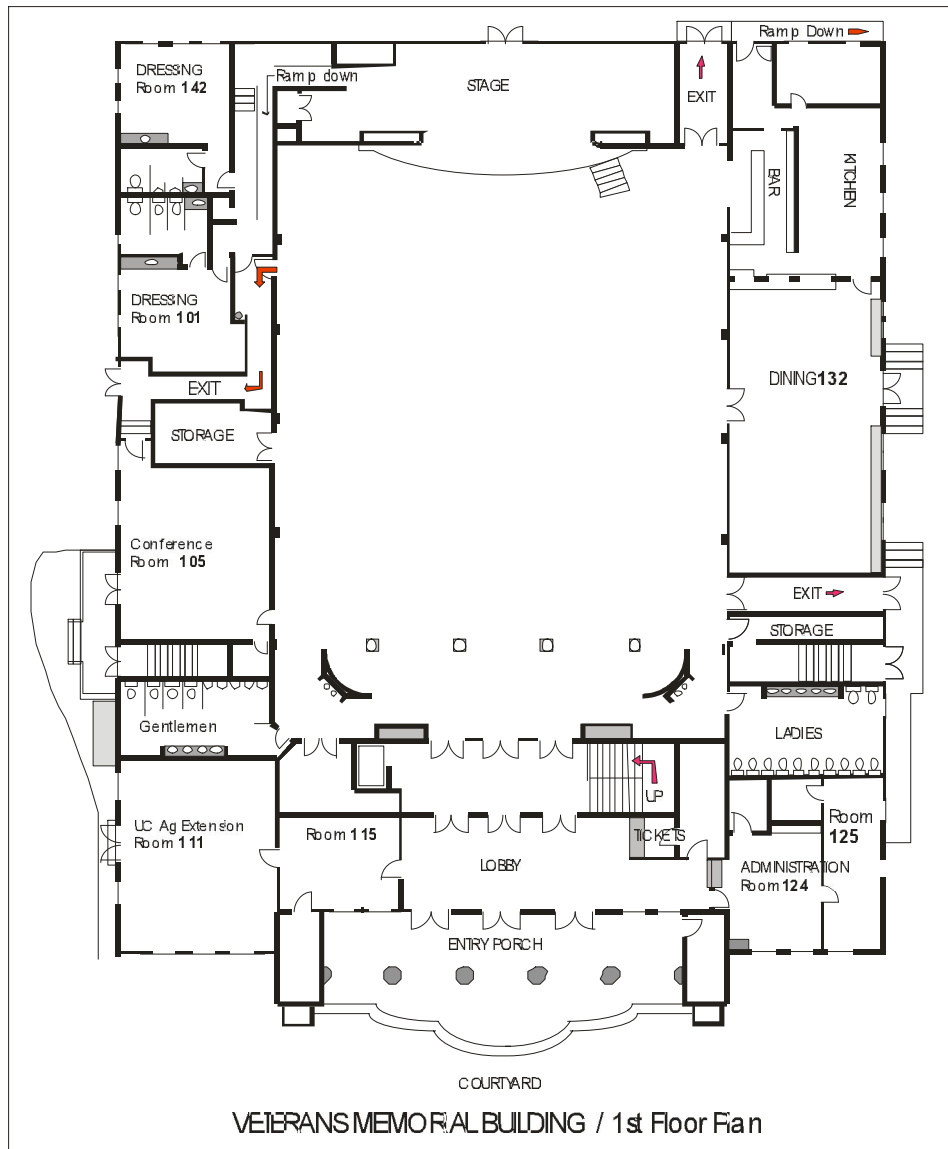 Ramp Down
DRESSING
Room 142
Ramp down
STAGE
EXIT
BAR
KITCHEN
DRESSING
Room 101
EXIT
DINING 132
STORAGE
Conference
Room 105
EXIT
STORAGE
Gentlemen
LADIES
UP
UC Ag Extension
Room 111
Room 115
TICKETS
Room
125
LOBBY
ADMINISTRATION
Room 124
ENTRY PORCH
COURTYARD
VETERANS MEMORIAL BUILDING / 1st Floor Plan